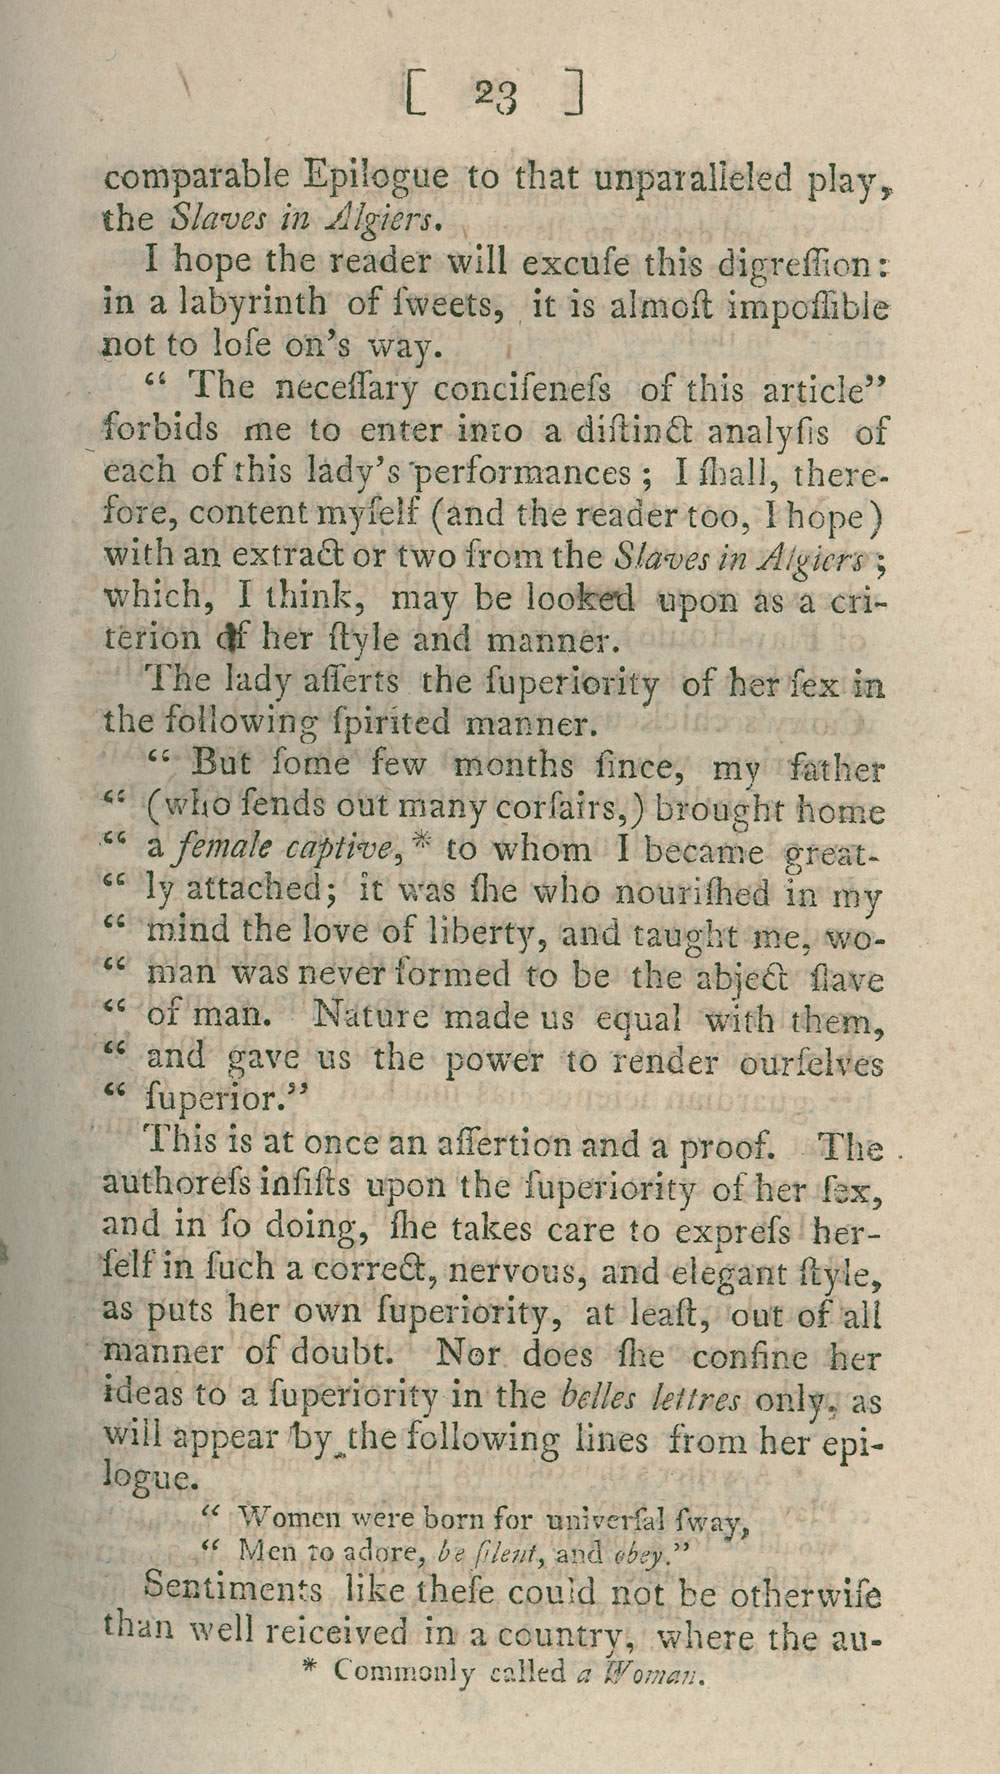 [ 23 ]
comparable Epilogue to that unparalleled play,
the Slaves in Algiers.
I hope the reader will excuſe this digreſſion:
in a labyrinth of ſweets, it is almoſt impoſſible
not to loſe on's way.
“ The neceſſary conciſeneſs of this article”
forbids me to enter into a diſtinct analyſis of
each of this lady's performances ; I ſhall, there-
fore, content myſelf (and the reader too, I hope)
with an extract or two from the Slaves in Algiers ;
which, I think, may be looked upon as a cri-
terion of her ſtyle and manner.
The lady aſſerts the ſuperiority of her ſex in
the following ſpirited manner.
“ But ſome few months ſince, my father
“ (who ſends out many corſairs,) brought home
“ a female captive,* to whom I became great-
“ ly attached; it was ſhe who nouriſhed in my
“ mind the love of liberty, and taught me, wo-
“ man was never formed to be the abject ſlave
“ of man. Nature made us equal with them,
“ and gave us the power to render ourſelves
“ ſuperior.”
This is at once an aſſertion and a proof. The
authoreſs inſiſts upon the ſuperiority of her ſex,
and in ſo doing, ſhe takes care to expreſs her-
ſelf in ſuch a correct, nervous, and elegant ſtyle,
as puts her own ſuperiority, at leaſt, out of all
manner of doubt. Nor does ſhe confine her
ideas to a ſuperiority in the belles lettres only, as
will appear by the following lines from her epi-
logue.
“ Women were born for univerſal ſway,
“ Men to adore, be ſilent, and obey.”
Sentiments like theſe could not be otherwiſe
than well reiceived in a country, where the au-
* Commonly called a Woman.